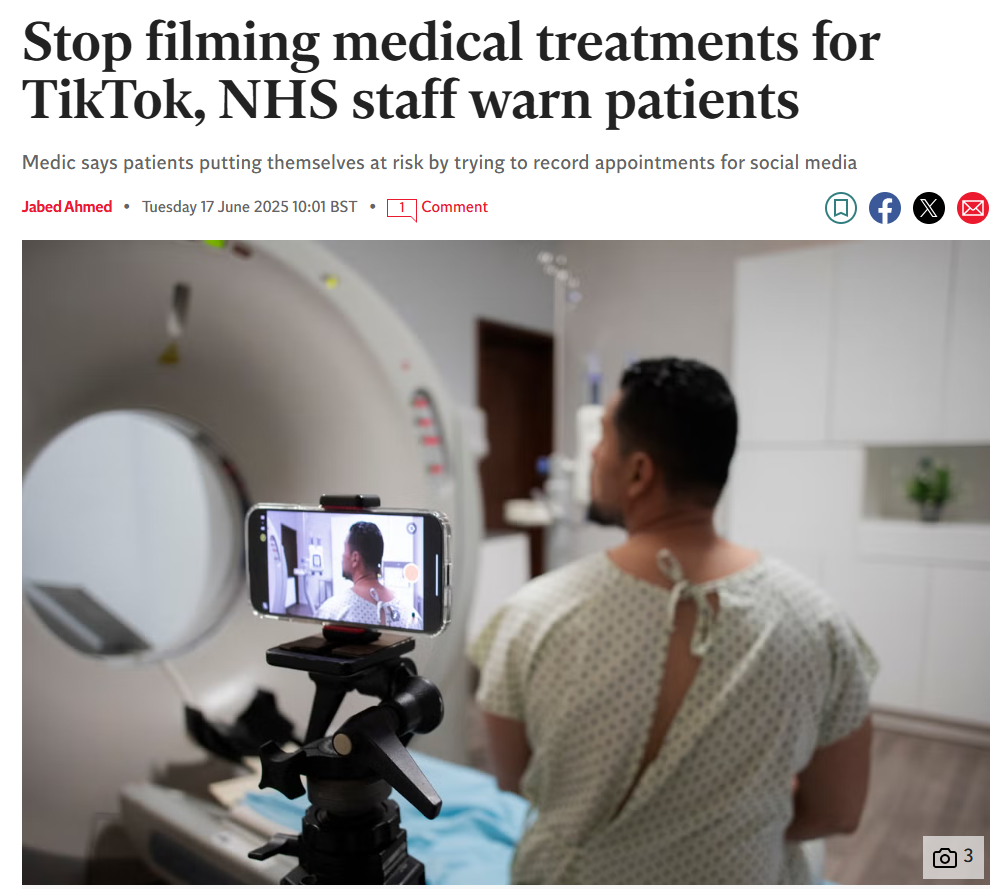 Stop filming medical treatments for
TikTok, NHS staff warn patients
Medic says patients putting themselves at risk by trying to record appointments for social media
Jabed Ahmed • Tuesday 17 June 2025 10:01 BST • 1 Comment
3